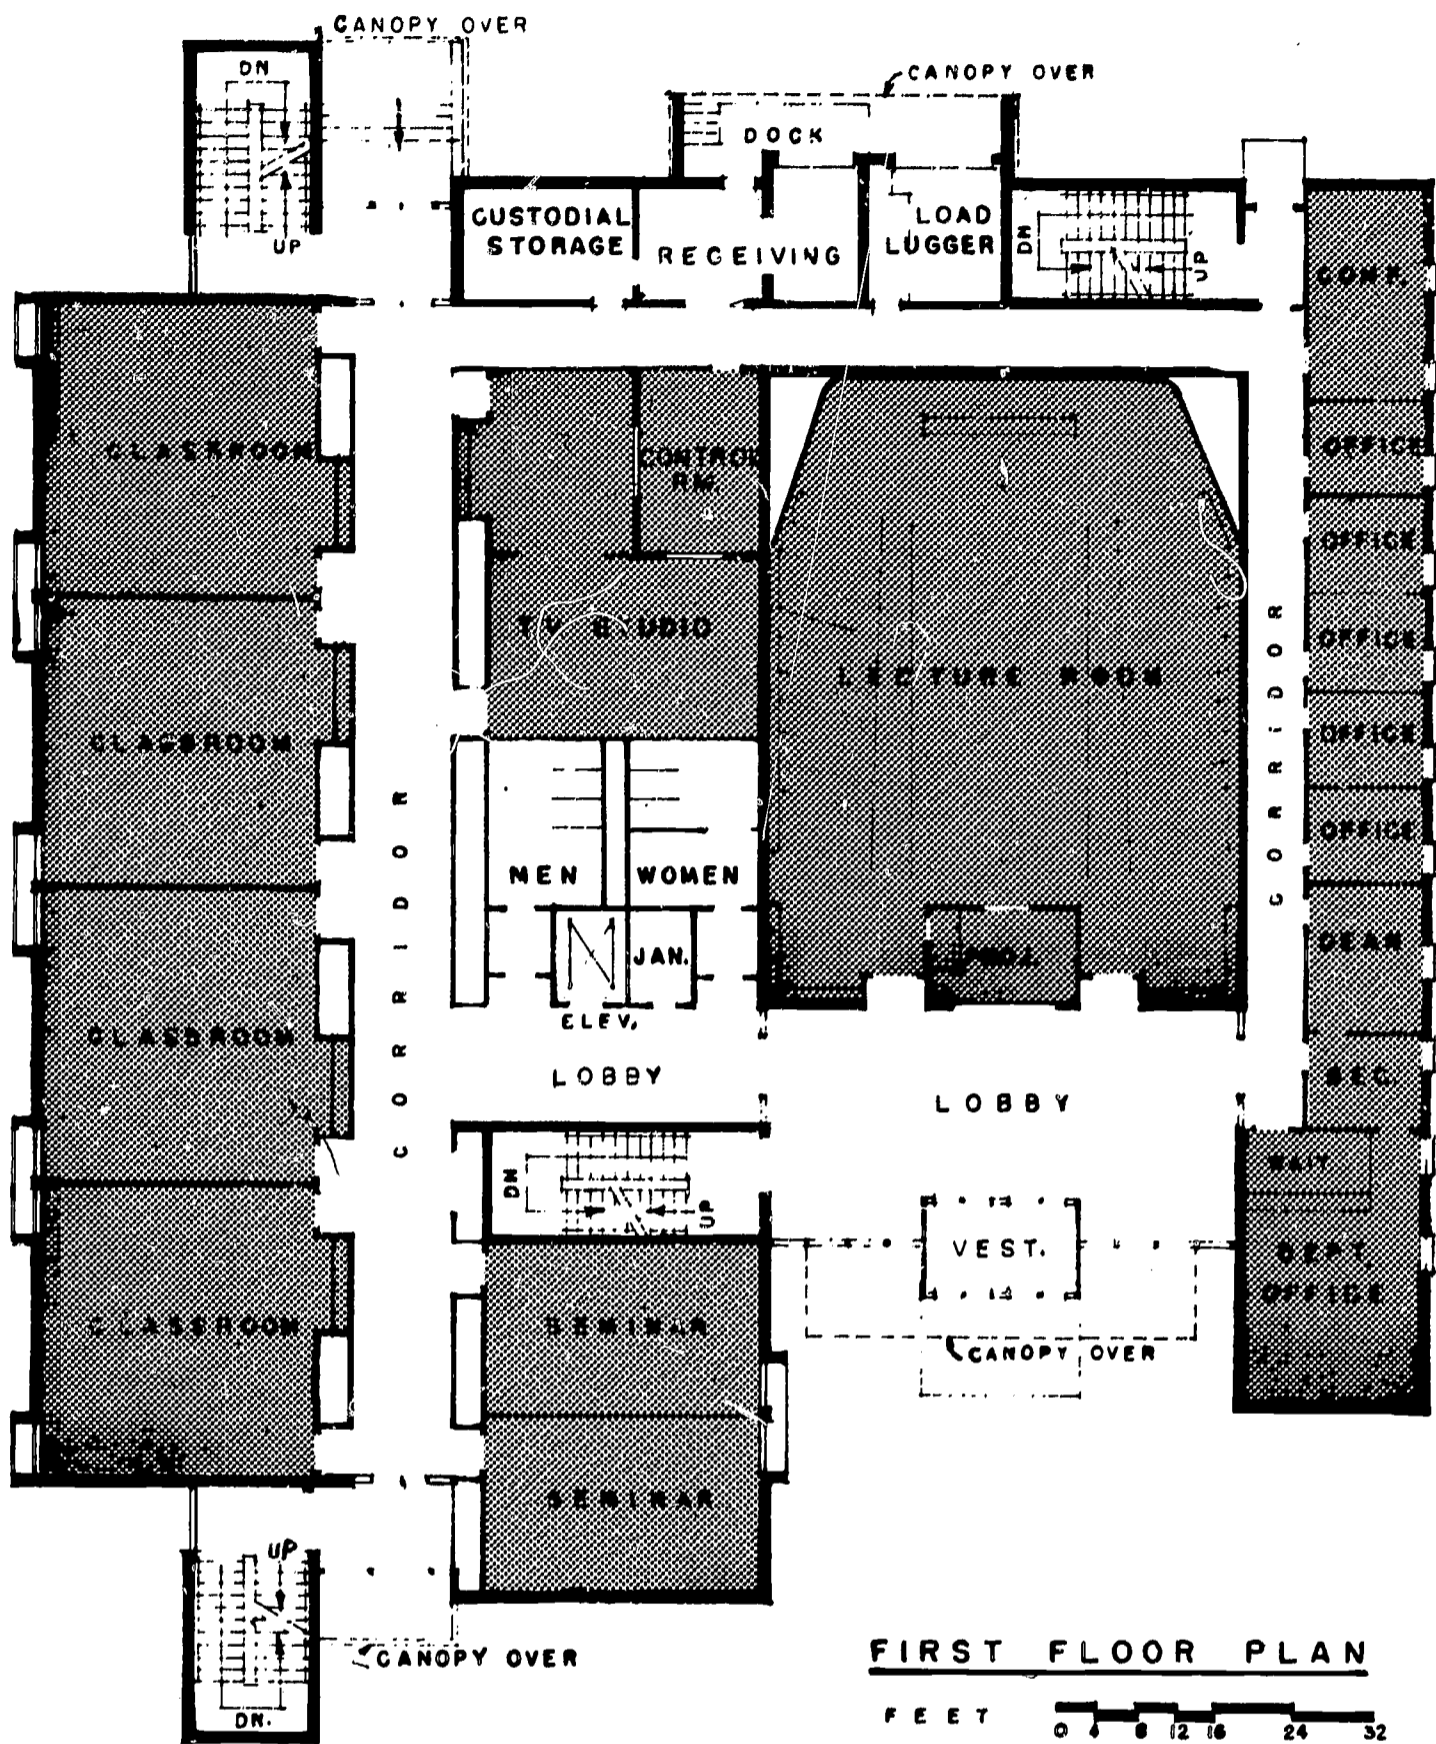 CANOPY OVER
CANOPY OVER
DN
DOCK
CUSTODIAL
STORAGE
RECEIVING
LOAD
LUGGER
DN
UP
UP
CONF.
CLASSROOM
CONTROL
RM.
OFFICE
OFFICE
T.V. STUDIO
OFFICE
LECTURE ROOM
CLASSROOM
OFFICE
CORRIDOR
CORRIDOR
OFFICE
MEN
WOMEN
DEAN
JAN.
PROJ.
ELEV.
CLASSROOM
LOBBY
LOBBY
SEC.
WAIT.
DN
UP
VEST.
DEPT.
OFFICE
CLASSROOM
SEMINAR
CANOPY OVER
SEMINAR
UP
CANOPY OVER
DN.
FIRST FLOOR PLAN
FEET
0 4 8 12 16 24 32